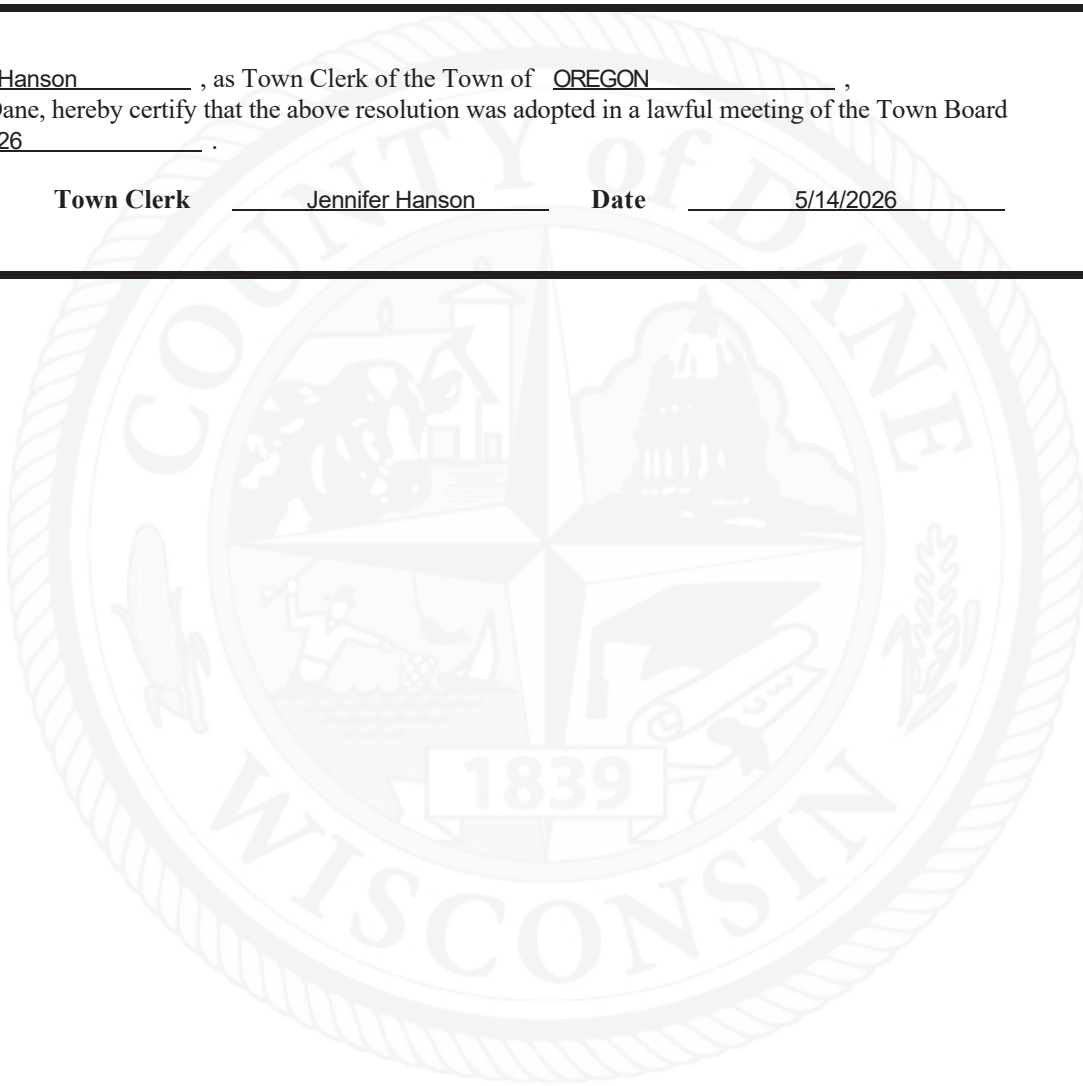 Hanson , as Town Clerk of the Town of OREGON ,
Dane, hereby certify that the above resolution was adopted in a lawful meeting of the Town Board
26 .
Town Clerk Jennifer Hanson Date 5/14/2026
COUNTY of DANE
1839
WISCONSIN